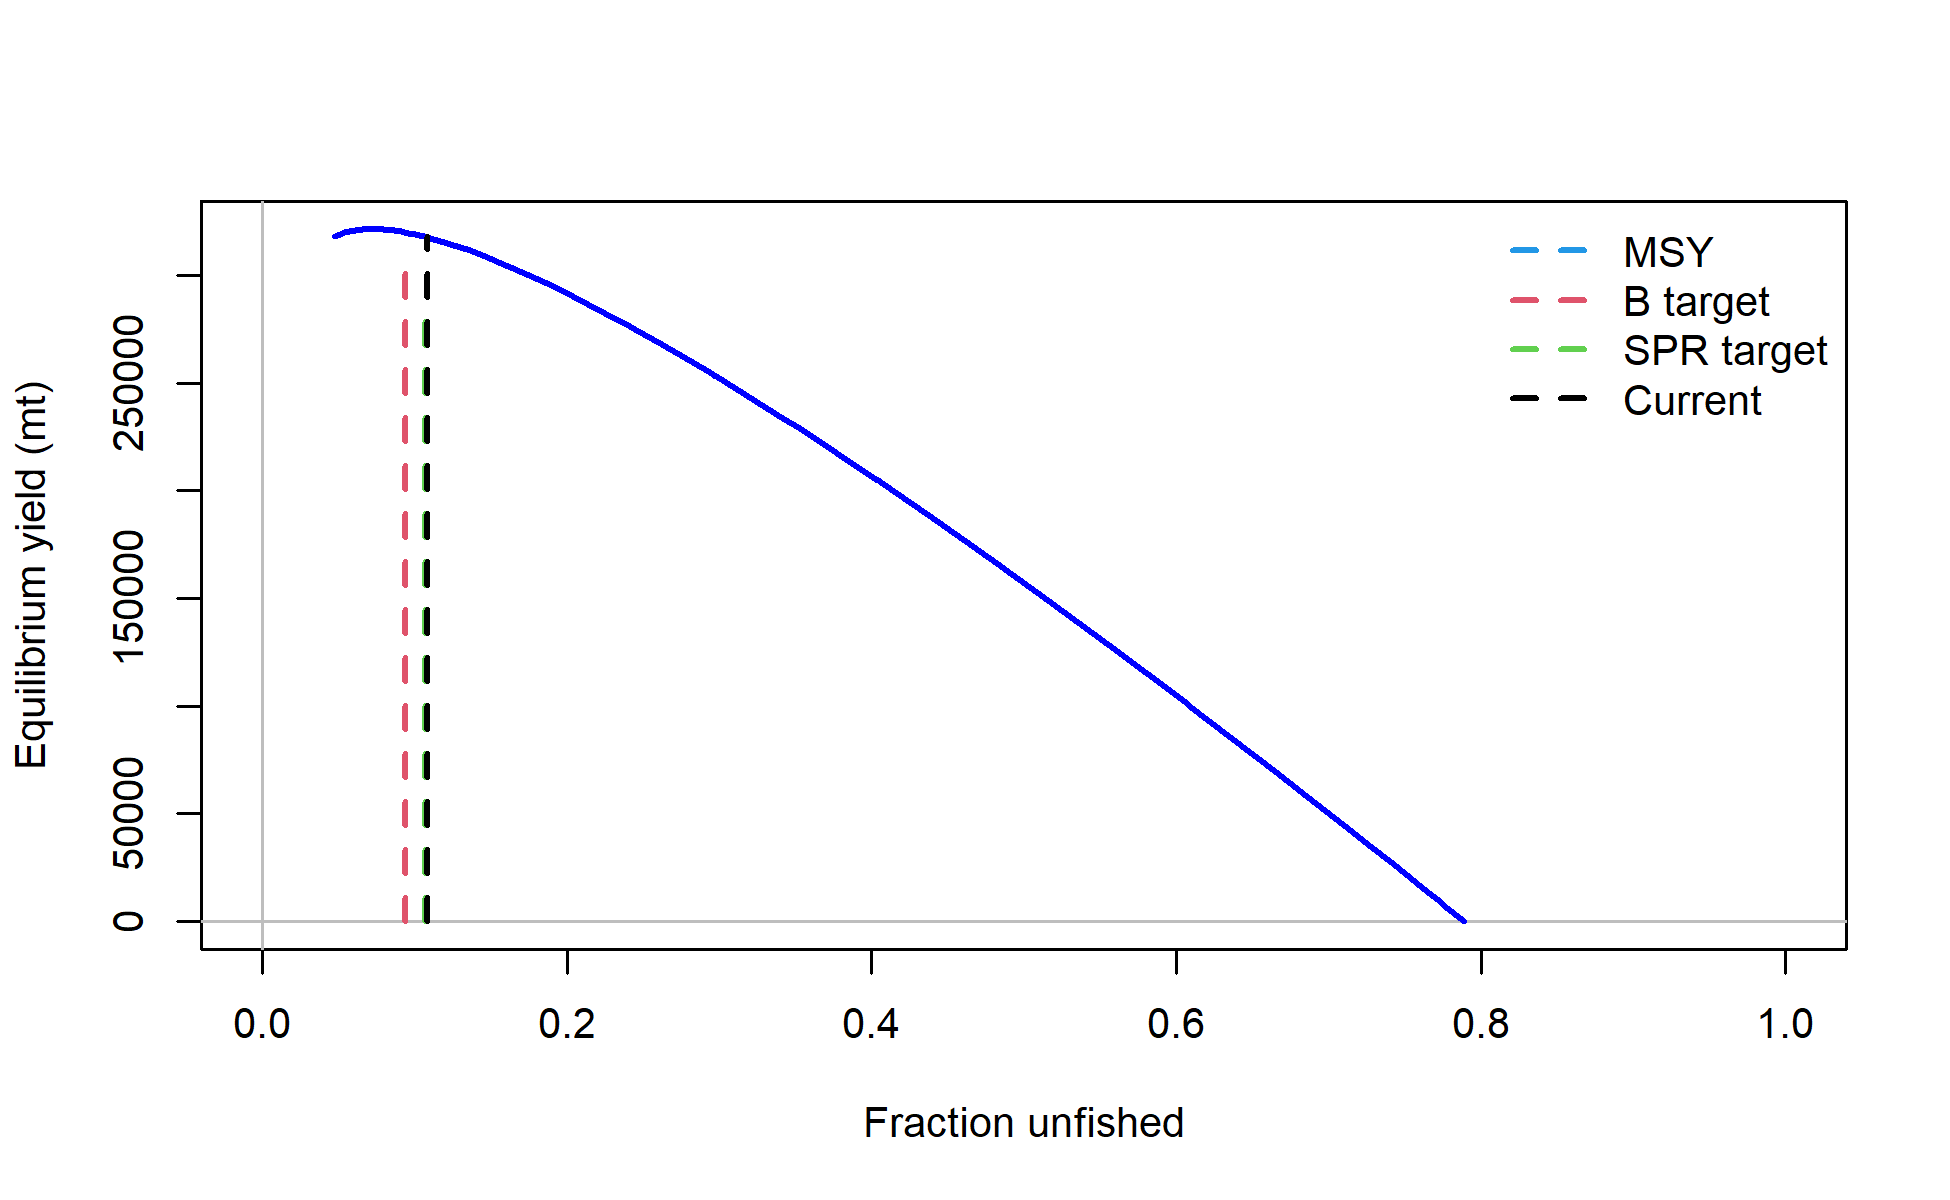 MSY
B target
SPR target
Current
Equilibrium yield (mt)
250000
150000
50000
0
0.0 0.2 0.4 0.6 0.8 1.0
Fraction unfished